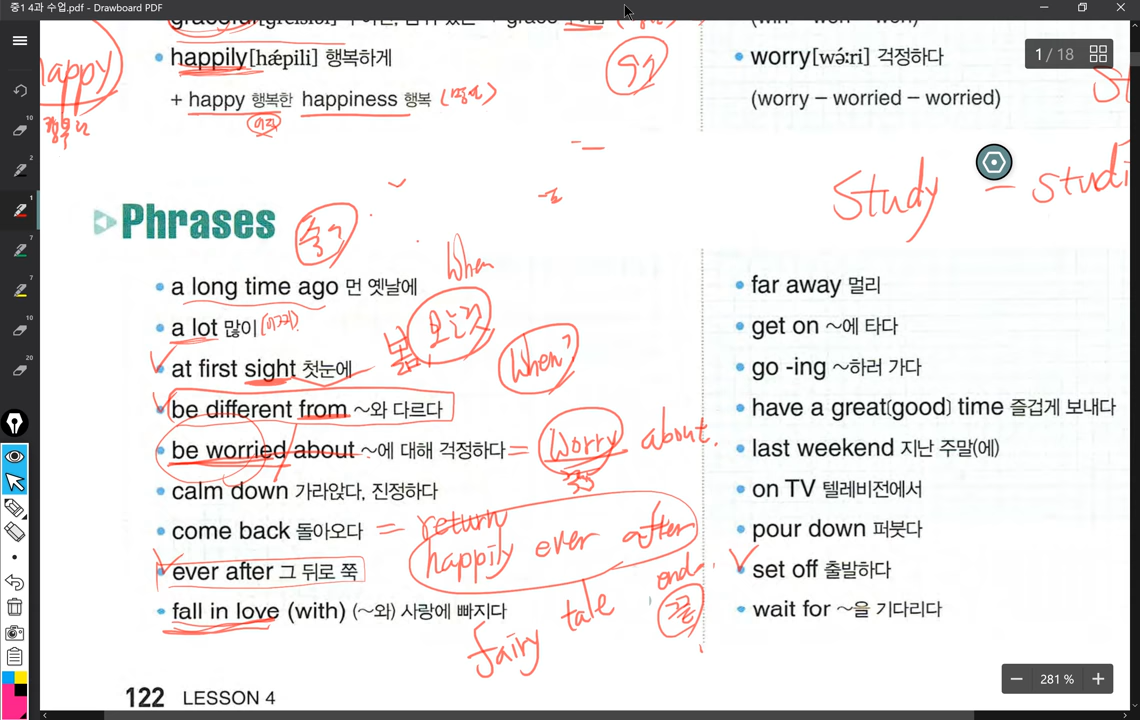 중1 4과 수업.pdf - Drawboard PDF
happy
happily[hǽpili] 행복하게
+ happy 행복한 happiness 행복 (명사)
worry[wə́:ri] 걱정하다
(worry – worried – worried)
1 / 18
Study – studi
Phrases
a long time ago 먼 옛날에
When
a lot 많이
at first sight 첫눈에
봄
When?
be different from ~와 다르다
be worried about ~에 대해 걱정하다 = Worry about.
calm down 가라앉다, 진정하다
come back 돌아오다 = return
happily ever after
ever after 그 뒤로 쭉
end.
끝
fall in love (with) (~와) 사랑에 빠지다
fairy tale
far away 멀리
get on ~에 타다
go -ing ~하러 가다
have a great(good) time 즐겁게 보내다
last weekend 지난 주말(에)
on TV 텔레비전에서
pour down 퍼붓다
set off 출발하다
wait for ~을 기다리다
122 LESSON 4
281 %